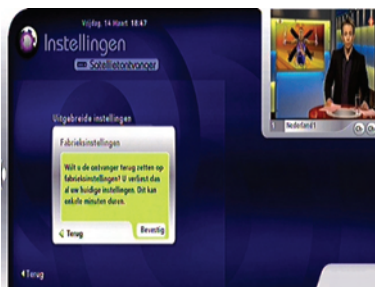 Vrijdag, 14 Maart 18:47
Instellingen
Satellietontvanger
1 Nederland1
Uitgebreide instellingen
Fabrieksinstellingen
Wilt u de ontvanger terug zetten op
fabrieksinstellingen? U verliest dan
al uw huidige instellingen. Dit kan
enkele minuten duren.
Terug
Bevestig
Terug